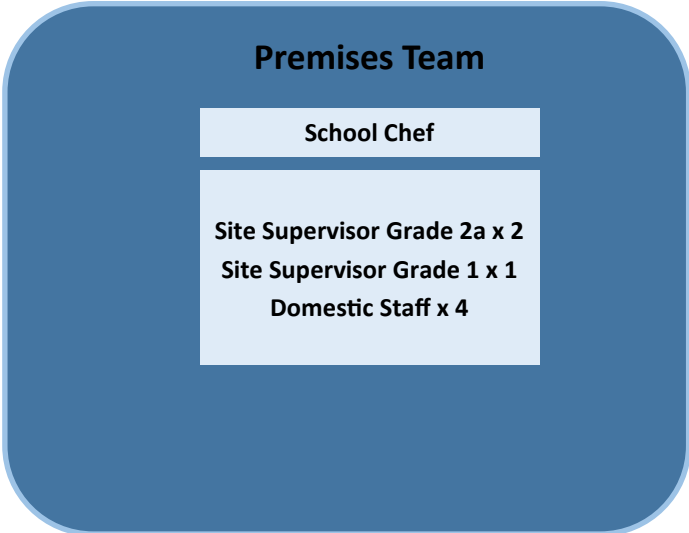 Premises Team
School Chef
Site Supervisor Grade 2a x 2
Site Supervisor Grade 1 x 1
Domestic Staff x 4